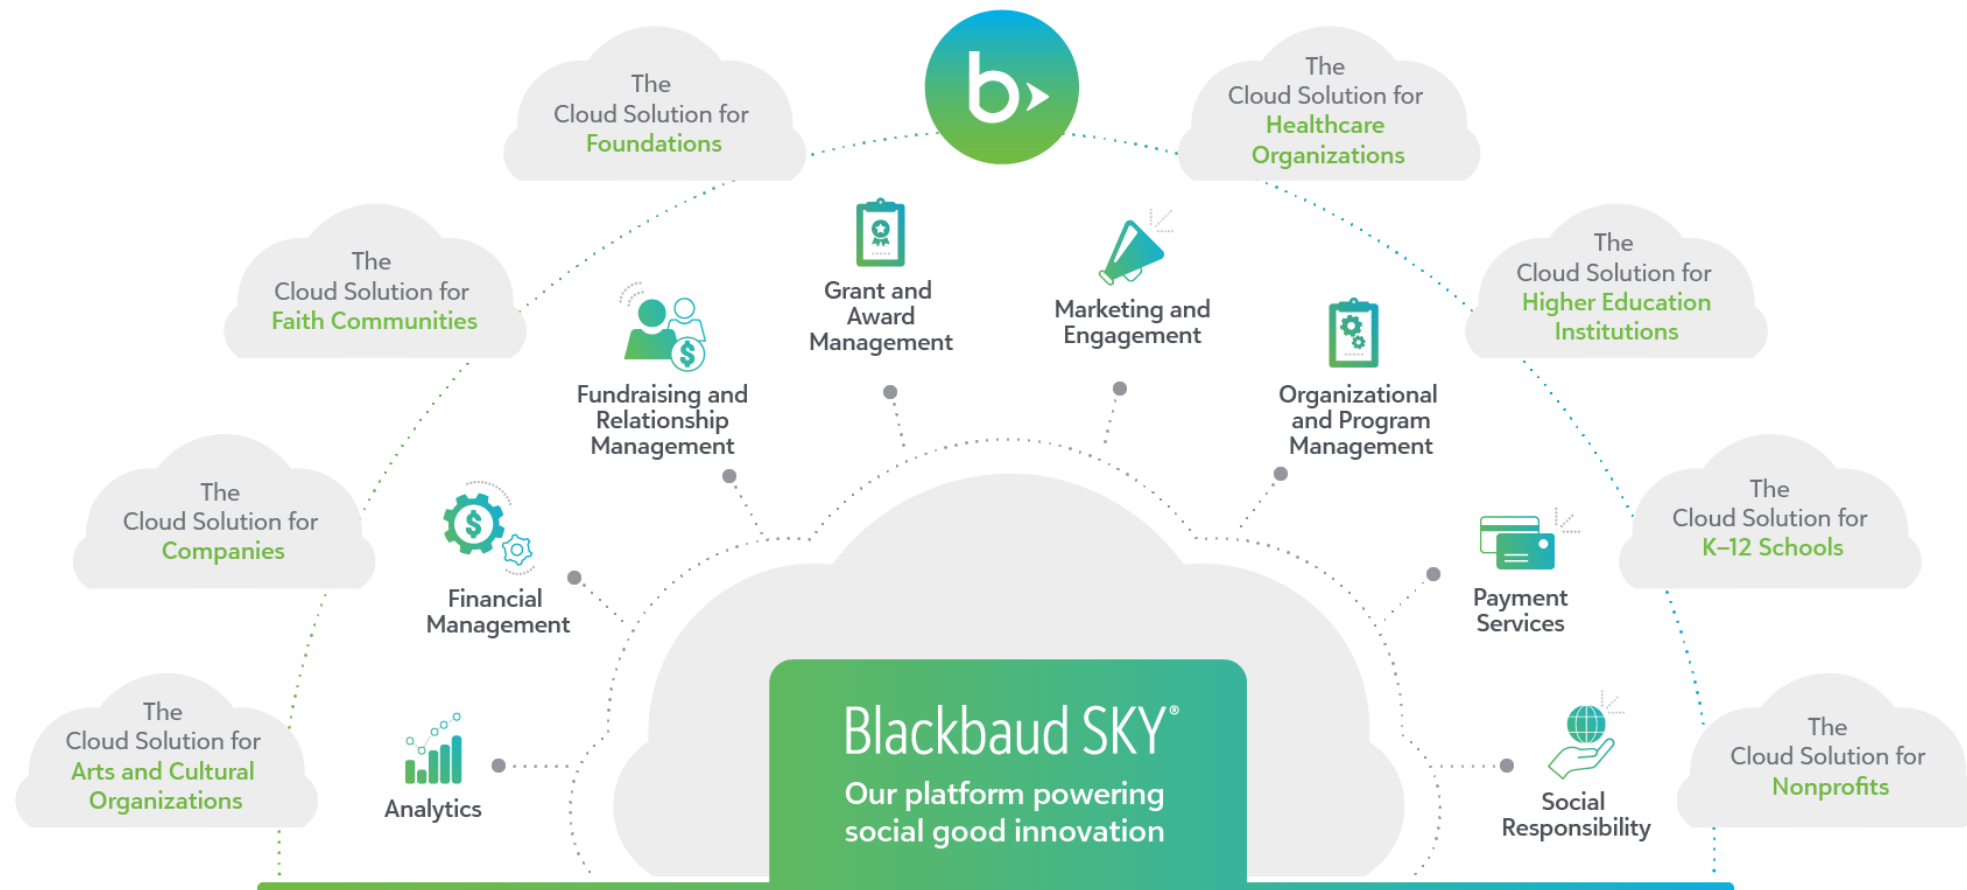 The
Cloud Solution for
Foundations
b
The
Cloud Solution for
Healthcare
Organizations
The
Cloud Solution for
Faith Communities
The
Cloud Solution for
Higher Education
Institutions
The
Cloud Solution for
Companies
The
Cloud Solution for
K–12 Schools
The
Cloud Solution for
Arts and Cultural
Organizations
The
Cloud Solution for
Nonprofits
Analytics
$
Financial
Management
$
Fundraising and
Relationship
Management
Grant and
Award
Management
Marketing and
Engagement
Organizational
and Program
Management
Payment
Services
Social
Responsibility
Blackbaud SKY®
Our platform powering
social good innovation